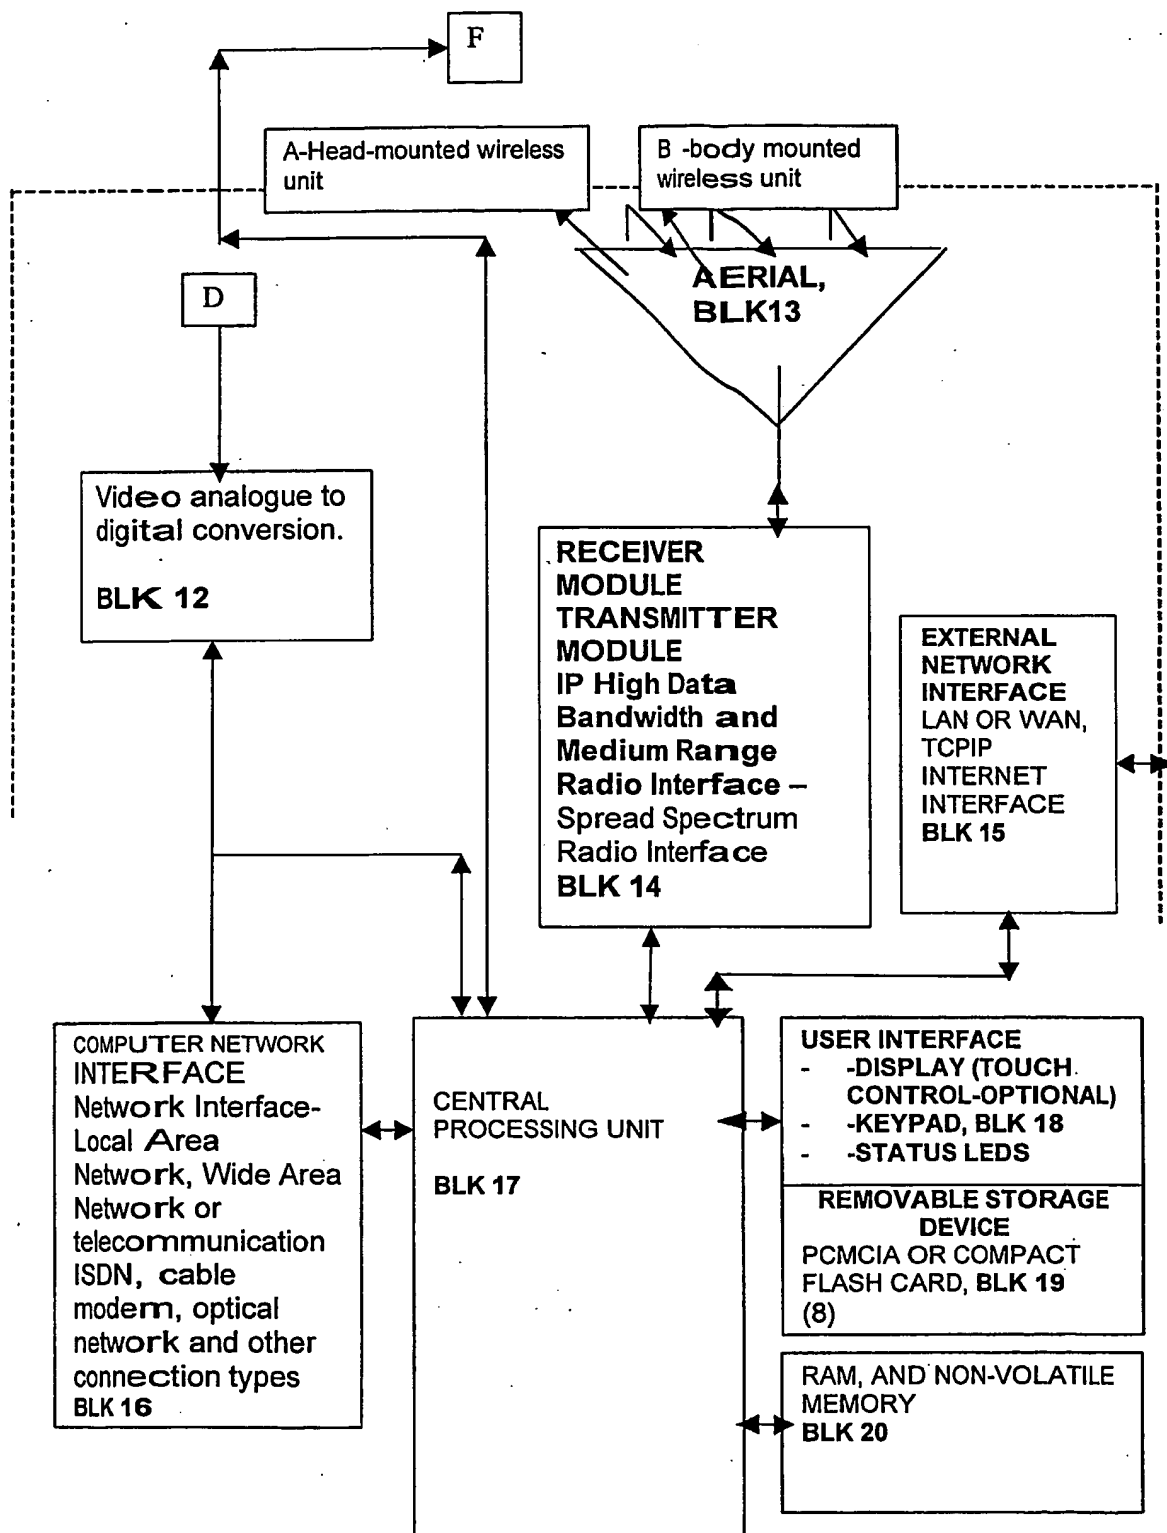 F
A-Head-mounted wireless
unit
B -body mounted
wireless unit
D
AERIAL,
BLK13
Video analogue to
digital conversion.
BLK 12
RECEIVER
MODULE
TRANSMITTER
MODULE
IP High Data
Bandwidth and
Medium Range
Radio Interface –
Spread Spectrum
Radio Interface
BLK 14
EXTERNAL
NETWORK
INTERFACE
LAN OR WAN,
TCPIP
INTERNET
INTERFACE
BLK 15
COMPUTER NETWORK
INTERFACE
Network Interface-
Local Area
Network, Wide Area
Network or
telecommunication
ISDN, cable
modem, optical
network and other
connection types
BLK 16
CENTRAL
PROCESSING UNIT
BLK 17
USER INTERFACE
- -DISPLAY (TOUCH
CONTROL-OPTIONAL)
- -KEYPAD, BLK 18
- -STATUS LEDS
REMOVABLE STORAGE
DEVICE
PCMCIA OR COMPACT
FLASH CARD, BLK 19
(8)
RAM, AND NON-VOLATILE
MEMORY
BLK 20